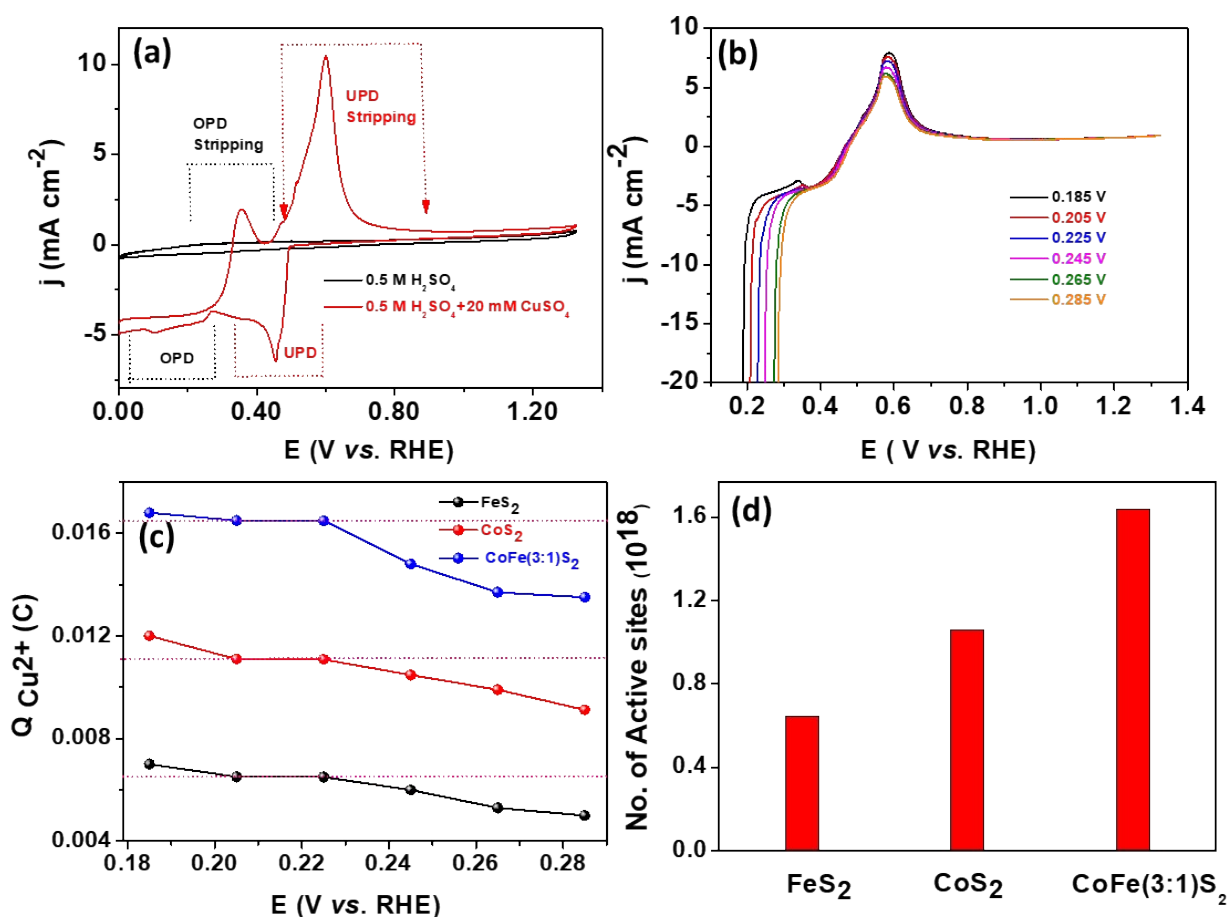 (a)
10
5
0
-5
j (mA cm-2)
0.00
0.40
0.80
1.20
E (V vs. RHE)
OPD
Stripping
UPD
Stripping
OPD
UPD
0.5 M H2SO4
0.5 M H2SO4+20 mM CuSO4
(b)
10
5
0
-5
-10
-15
-20
j (mA cm-2)
0.2
0.4
0.6
0.8
1.0
1.2
1.4
E ( V vs. RHE)
0.185 V
0.205 V
0.225 V
0.245 V
0.265 V
0.285 V
(c)
0.016
0.012
0.008
0.004
Q Cu2+ (C)
0.18
0.20
0.22
0.24
0.26
0.28
E (V vs. RHE)
FeS2
CoS2
CoFe(3:1)S2
(d)
1.6
1.2
0.8
0.4
0.0
No. of Active sites (10^18)
FeS2
CoS2
CoFe(3:1)S2